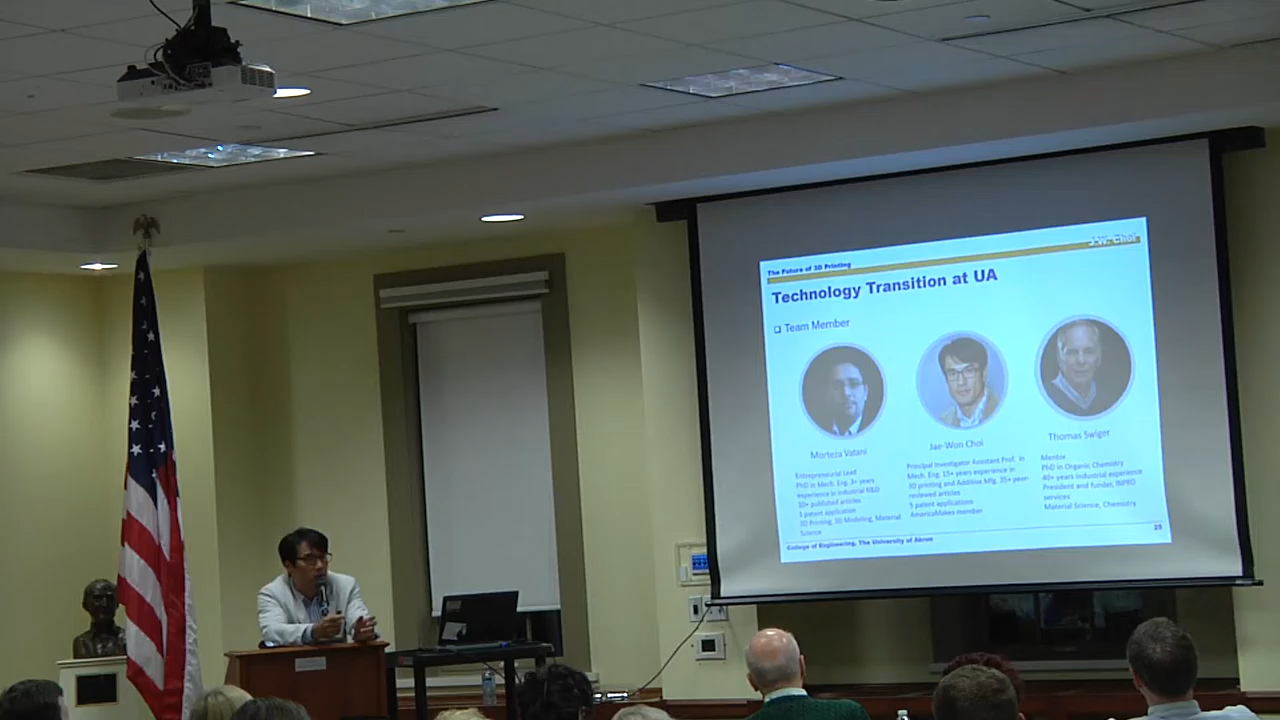 The Future of 3D Printing
J.W. Choi
Technology Transition at UA
Team Member
Morteza Vatani
Entrepreneurial Lead
PhD in Mech. Eng. 3+ years
experience in industrial R&D
10+ published articles
1 patent application
3D Printing, 3D Modeling, Material
Science
Jae-Won Choi
Principal Investigator Assistant Prof. in
Mech. Eng. 15+ years experience in
3D printing and Additive Mfg. 35+ peer-
reviewed articles
5 patent applications
AmericaMakes member
Thomas Swiger
Mentor
PhD in Organic Chemistry
40+ years industrial experience
President and funder, INPRO
services
Material Science, Chemistry
College of Engineering, The University of Akron
25